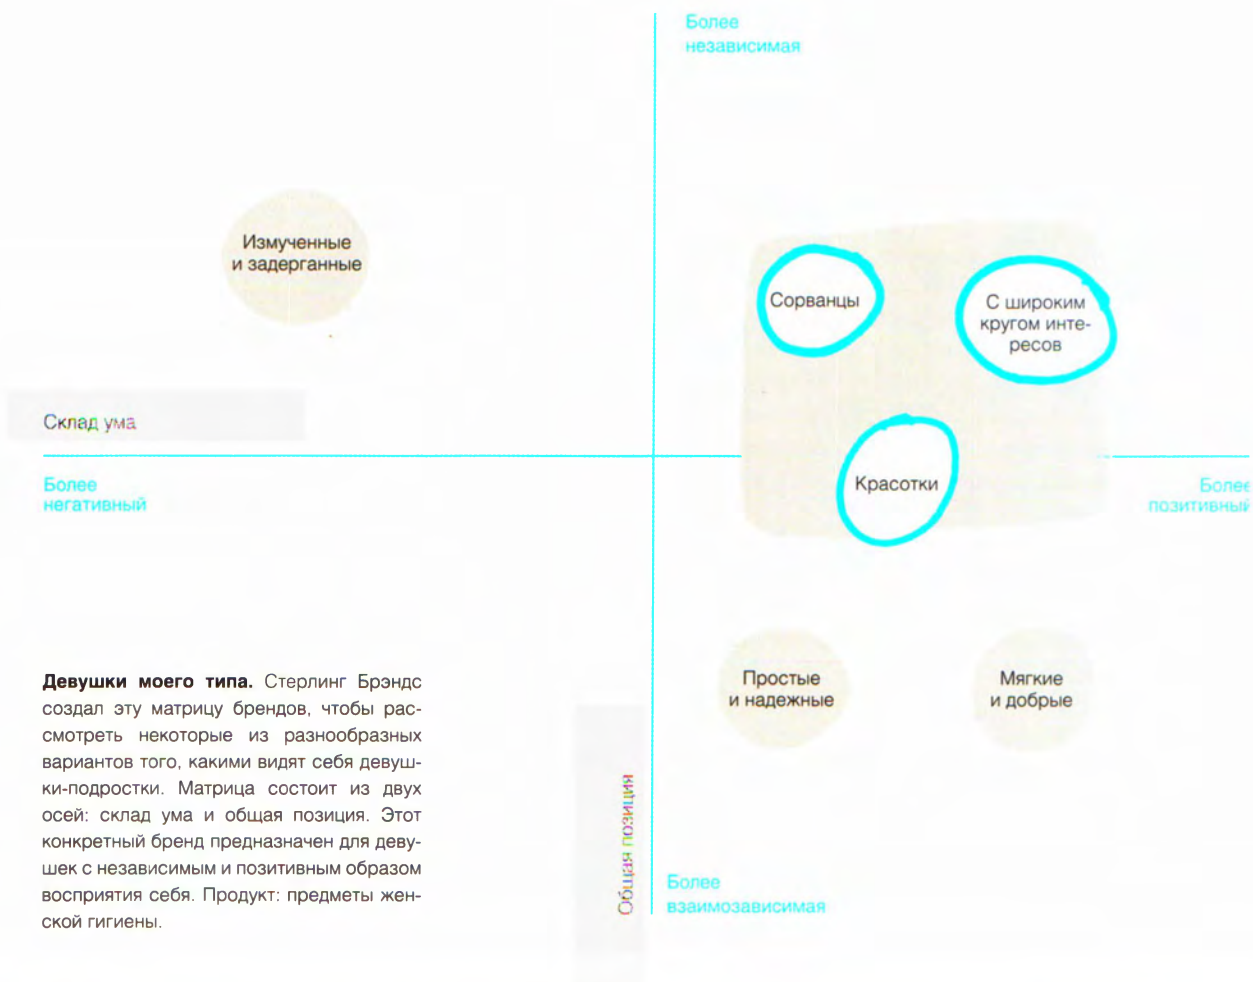 Более
независимая
Измученные
и задерганные
Сорванцы
С широким
кругом инте-
ресов
Склад ума
Более
негативный
Красотки
Более
позитивный
Простые
и надежные
Мягкие
и добрые
Девушки моего типа. Стерлинг Брэндс
создал эту матрицу брендов, чтобы рас-
смотреть некоторые из разнообразных
вариантов того, какими видят себя девуш-
ки-подростки. Матрица состоит из двух
осей: склад ума и общая позиция. Этот
конкретный бренд предназначен для деву-
шек с независимым и позитивным образом
восприятия себя. Продукт: предметы жен-
ской гигиены.
Общая позиция
Более
взаимозависимая